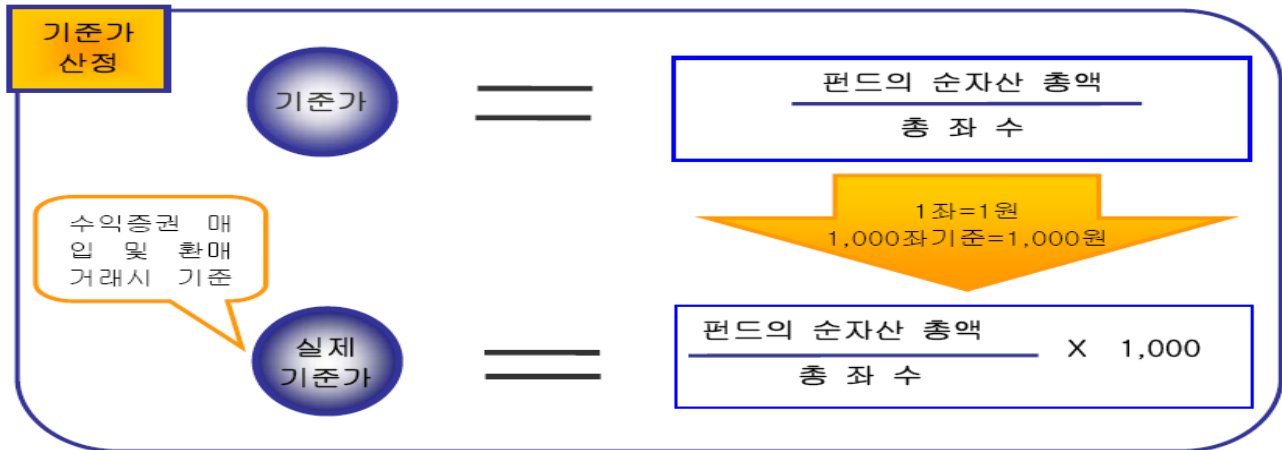 기준가
산정
기준가
펀드의 순자산 총액
총 좌 수
1좌=1원
1,000좌기준=1,000원
수익증권 매
입 및 환매
거래시 기준
실제
기준가
펀드의 순자산 총액
총 좌 수
X 1,000